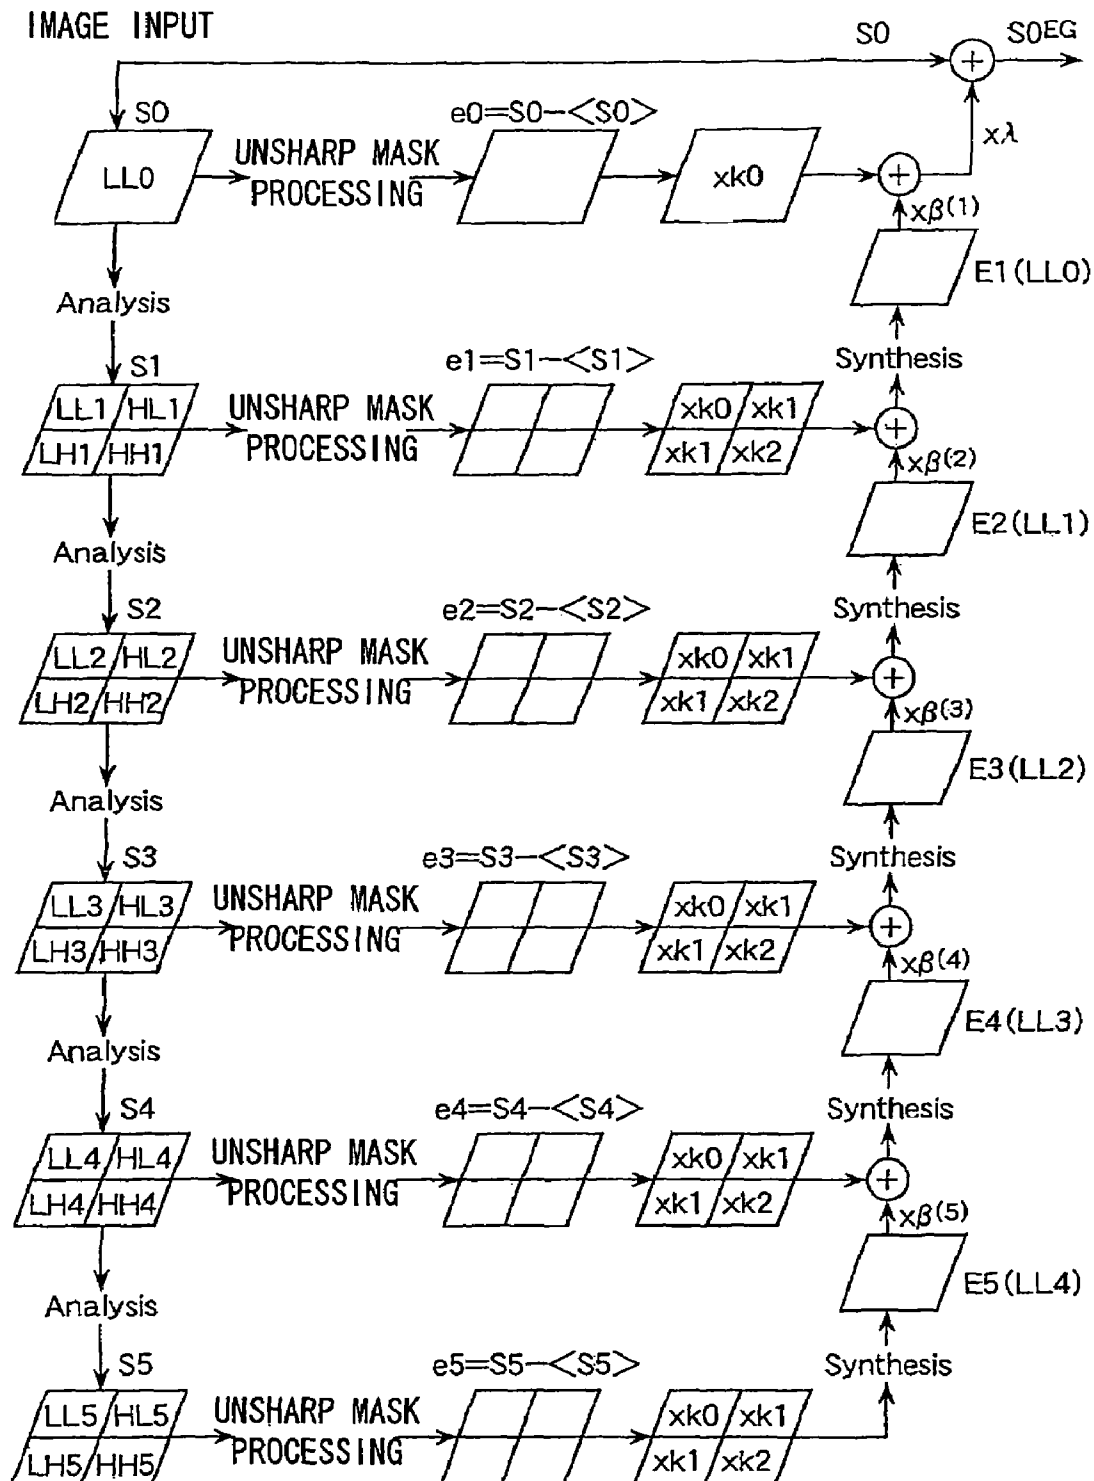 IMAGE INPUT
S0
S0EG
S0
e0=S0-<S0>
xλ
LL0
UNSHARP MASK
PROCESSING
xk0
xβ(1)
E1(LL0)
Analysis
S1
e1=S1-<S1>
Synthesis
LL1 HL1
LH1 HH1
UNSHARP MASK
PROCESSING
xk0 xk1
xk1 xk2
xβ(2)
E2(LL1)
Analysis
S2
e2=S2-<S2>
Synthesis
LL2 HL2
LH2 HH2
UNSHARP MASK
PROCESSING
xk0 xk1
xk1 xk2
xβ(3)
E3(LL2)
Analysis
S3
e3=S3-<S3>
Synthesis
LL3 HL3
LH3 HH3
UNSHARP MASK
PROCESSING
xk0 xk1
xk1 xk2
xβ(4)
E4(LL3)
Analysis
S4
e4=S4-<S4>
Synthesis
LL4 HL4
LH4 HH4
UNSHARP MASK
PROCESSING
xk0 xk1
xk1 xk2
xβ(5)
E5(LL4)
Analysis
S5
e5=S5-<S5>
Synthesis
LL5 HL5
LH5 HH5
UNSHARP MASK
PROCESSING
xk0 xk1
xk1 xk2